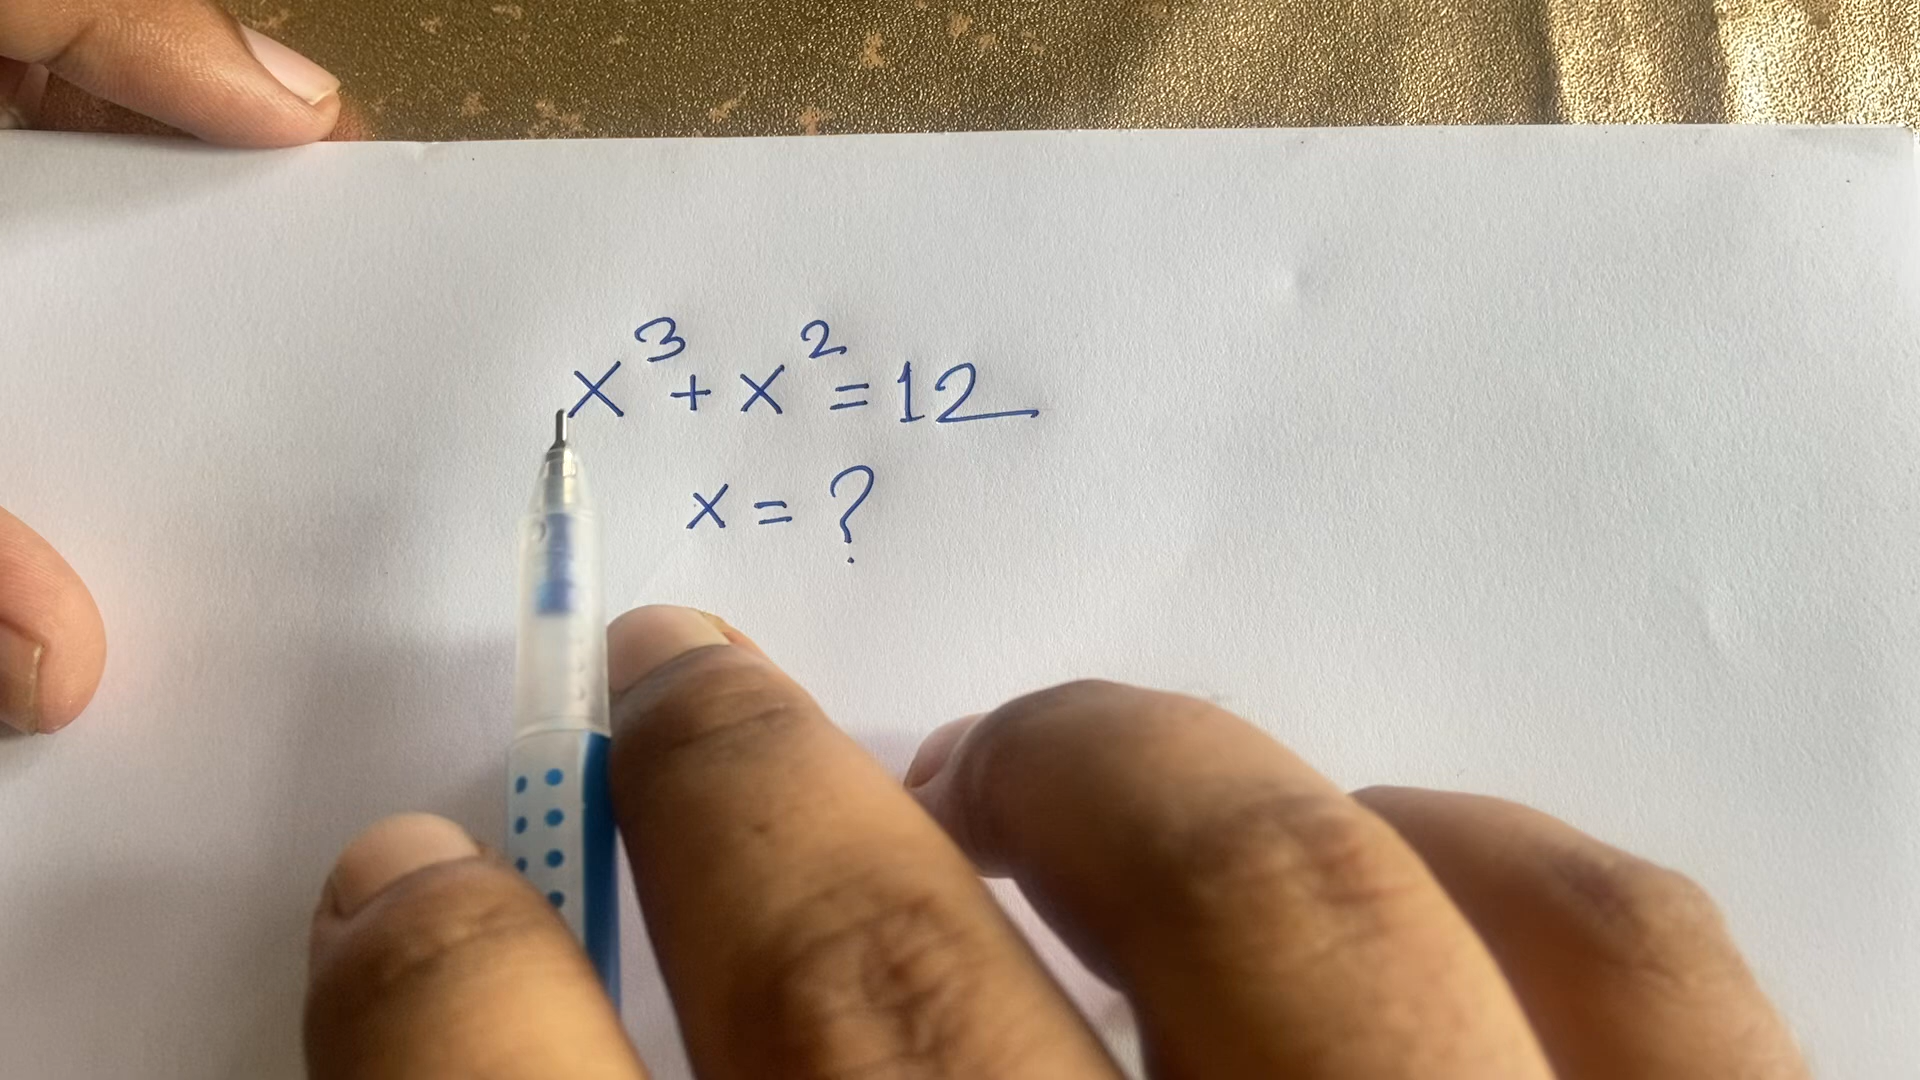 x³ + x² = 12
x = ?